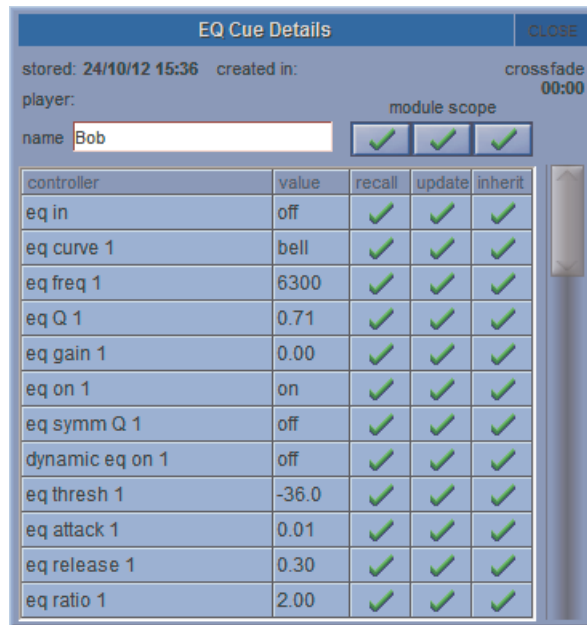 EQ Cue Details CLOSE
stored: 24/10/12 15:36 created in: crossfade
00:00
player: module scope
name Bob
controller value recall update inherit
eq in off
eq curve 1 bell
eq freq 1 6300
eq Q 1 0.71
eq gain 1 0.00
eq on 1 on
eq symm Q 1 off
dynamic eq on 1 off
eq thresh 1 -36.0
eq attack 1 0.01
eq release 1 0.30
eq ratio 1 2.00